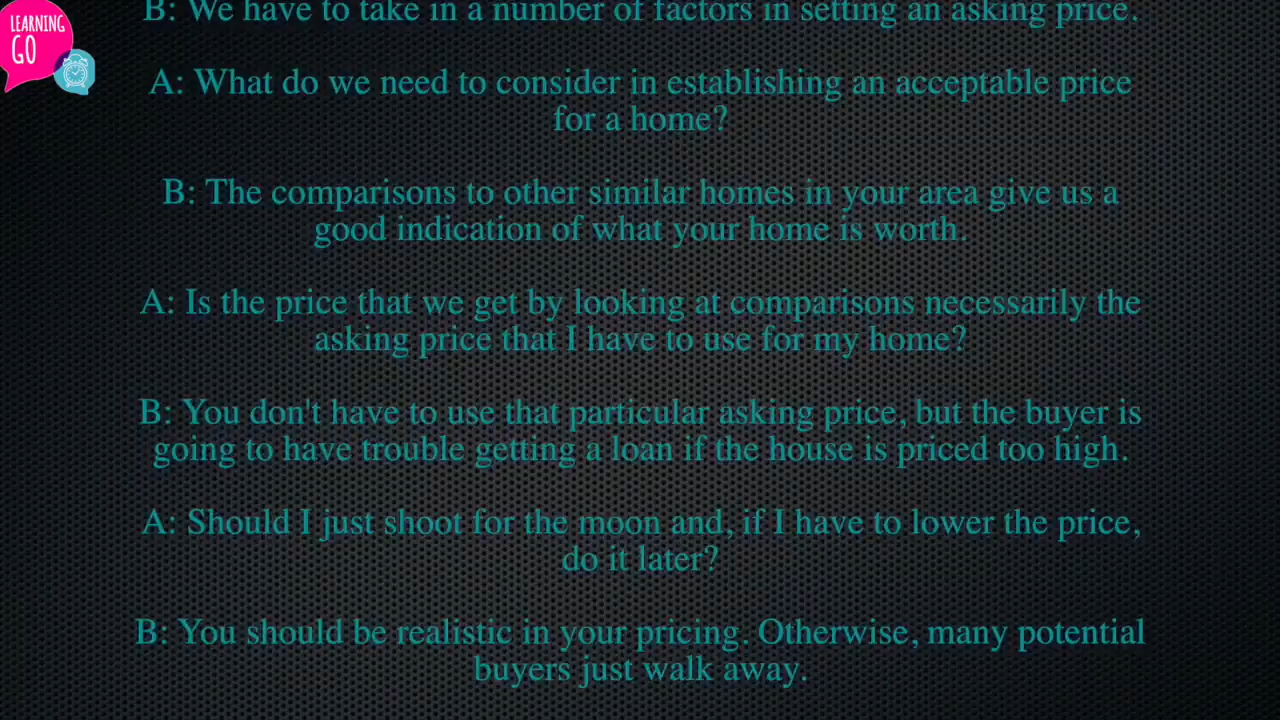 LEARNING
GO
B: We have to take in a number of factors in setting an asking price.
A: What do we need to consider in establishing an acceptable price
for a home?
B: The comparisons to other similar homes in your area give us a
good indication of what your home is worth.
A: Is the price that we get by looking at comparisons necessarily the
asking price that I have to use for my home?
B: You don't have to use that particular asking price, but the buyer is
going to have trouble getting a loan if the house is priced too high.
A: Should I just shoot for the moon and, if I have to lower the price,
do it later?
B: You should be realistic in your pricing. Otherwise, many potential
buyers just walk away.